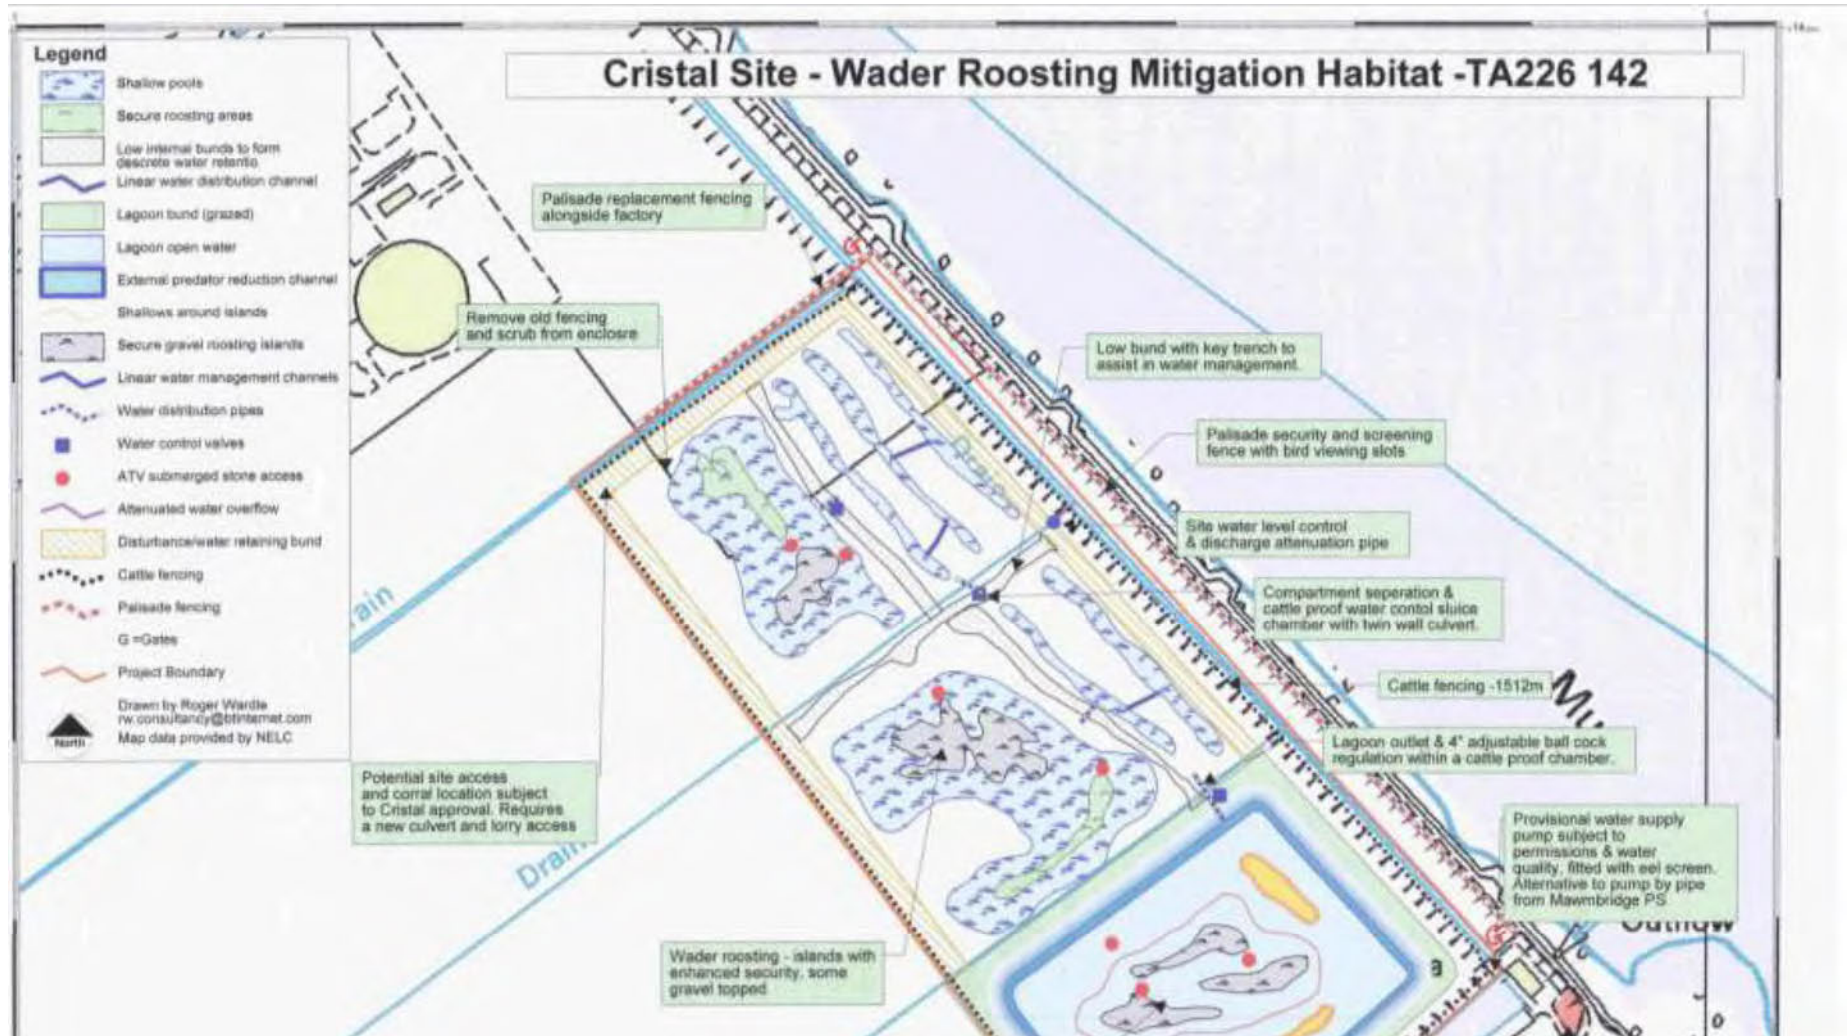 Cristal Site - Wader Roosting Mitigation Habitat -TA226 142
Legend
Shallow pools
Secure roosting areas
Low internal bunds to form
descrete water retentio
Linear water distribution channel
Lagoon bund (grazed)
Lagoon open water
External predator reduction channel
Shallows around islands
Secure gravel roosting islands
Linear water management channels
Water distribution pipes
Water control valves
ATV submerged stone access
Attenuated water overflow
Disturbance/water retaining bund
Cattle fencing
Palisade fencing
G =Gates
Project Boundary
Drawn by Roger Wardle
rw.consultancy@btinternet.com
Map data provided by NELC
North
Palisade replacement fencing
alongside factory
Remove old fencing
and scrub from enclosre
Low bund with key trench to
assist in water management.
Palisade security and screening
fence with bird viewing slots
Site water level control
& discharge attenuation pipe
Compartment seperation &
cattle proof water contol sluice
chamber with twin wall culvert.
Cattle fencing -1512m
Lagoon outlet & 4" adjustable ball cock
regulation within a cattle proof chamber.
Provisional water supply
pump subject to
permissions & water
quality, fitted with eel screen.
Alternative to pump by pipe
from Mawmbridge PS
Potential site access
and corral location subject
to Cristal approval. Requires
a new culvert and lorry access
Wader roosting - islands with
enhanced security, some
gravel topped
Drain
Drain
ain
Mu
Outflow
G
G